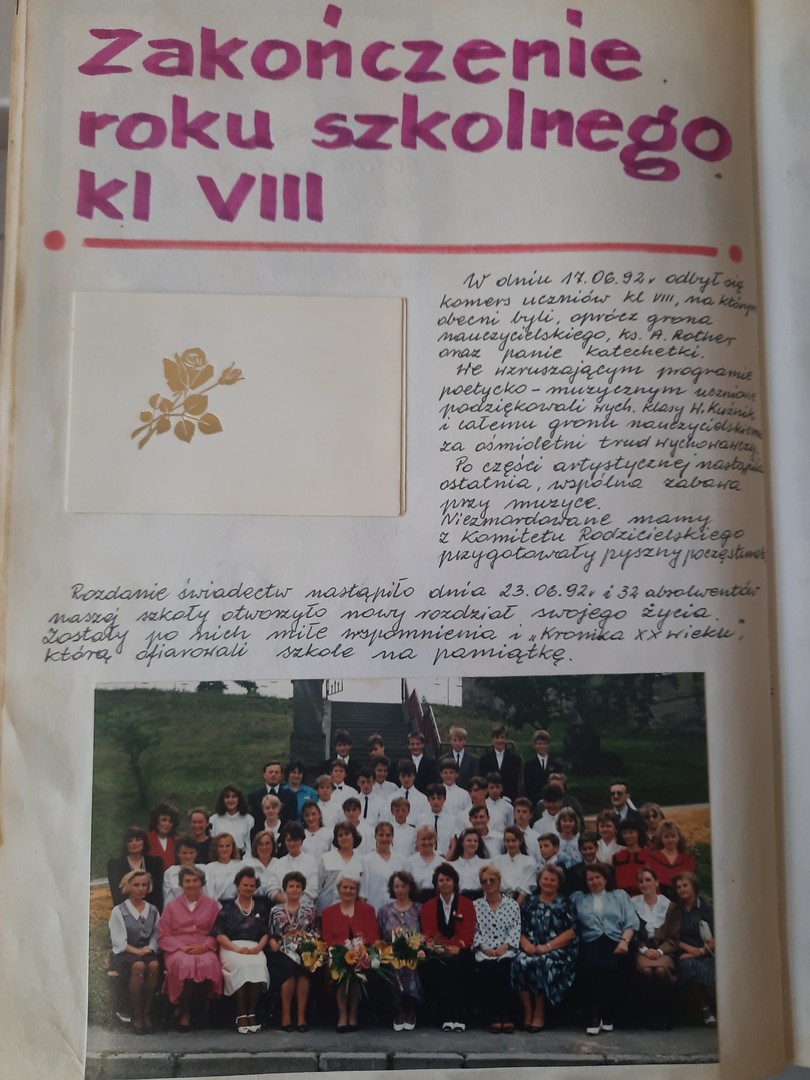 Zakończenie
roku szkolnego
kl VIII
W dniu 17.06.92r odbył się
komers uczniów kl VIII, na którym
obecni byli, oprócz grona
nauczycielskiego, ks. A. Rother
oraz panie katechetki.
We wzruszającym programie
poetycko-muzycznym uczniowie
podziękowali wych. klasy H. Kuźnik
i całemu gronu nauczycielskiemu
za ośmioletni trud wychowawczy.
Po części artystycznej nastąpiła
ostatnia, wspólna zabawa
przy muzyce.
Niezmordowane mamy
z Komitetu Rodzicielskiego
przygotowały pyszny poczęstunek.
Rozdanie świadectw nastąpiło dnia 23.06.92r i 32 absolwentów
naszej szkoły otworzyło nowy rozdział swojego życia.
Zostały po nich miłe wspomnienia i „Kronika XX wieku",
którą ofiarowali szkole na pamiątkę.